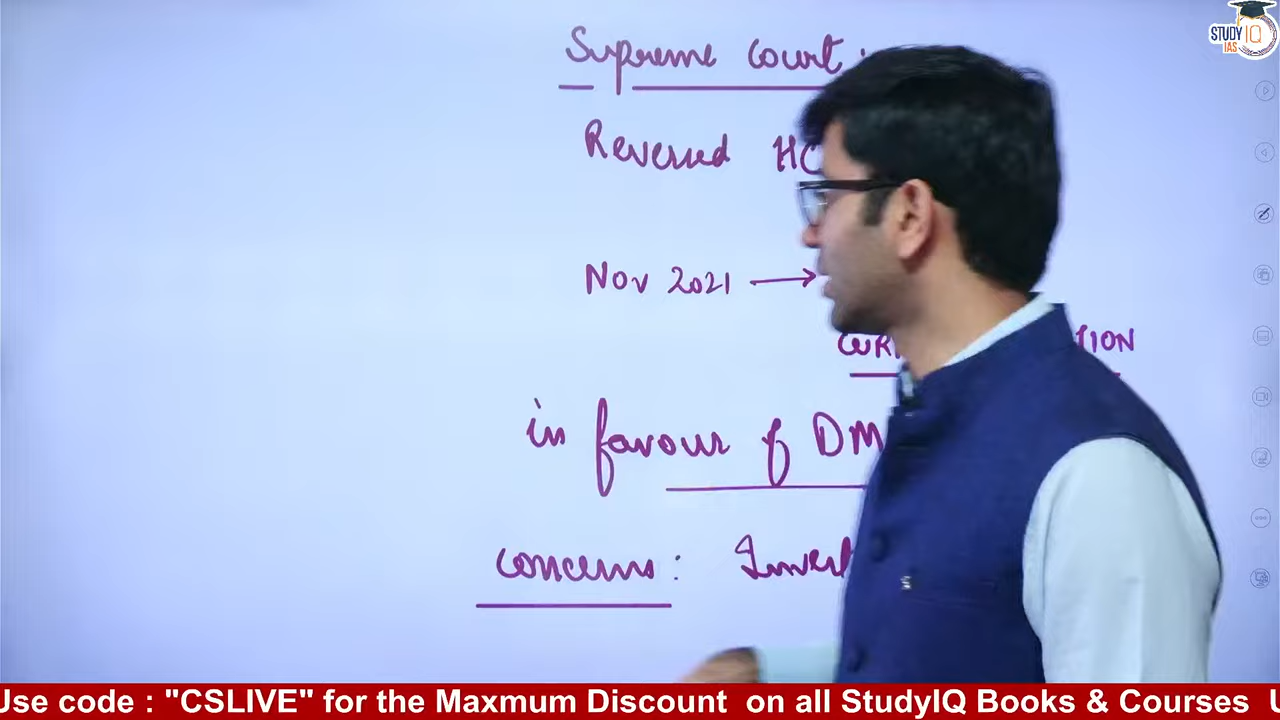 STUDY IQ
IAS
Supreme Court :
Reversed HC
Nov 2021 →
in favour of DM
concerns :
Use code : "CSLIVE" for the Maxmum Discount on all StudyIQ Books & Courses U